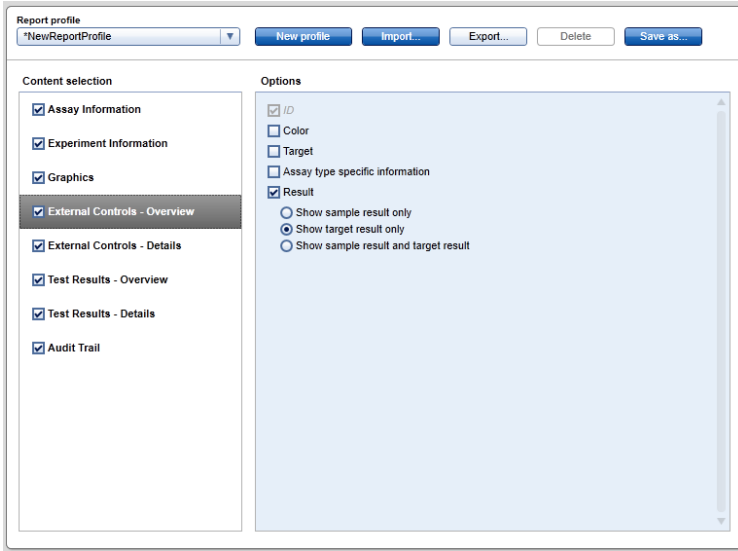 Report profile
*NewReportProfile
New profile
Import...
Export...
Delete
Save as...
Content selection
Assay Information
Experiment Information
Graphics
External Controls - Overview
External Controls - Details
Test Results - Overview
Test Results - Details
Audit Trail
Options
ID
Color
Target
Assay type specific information
Result
Show sample result only
Show target result only
Show sample result and target result